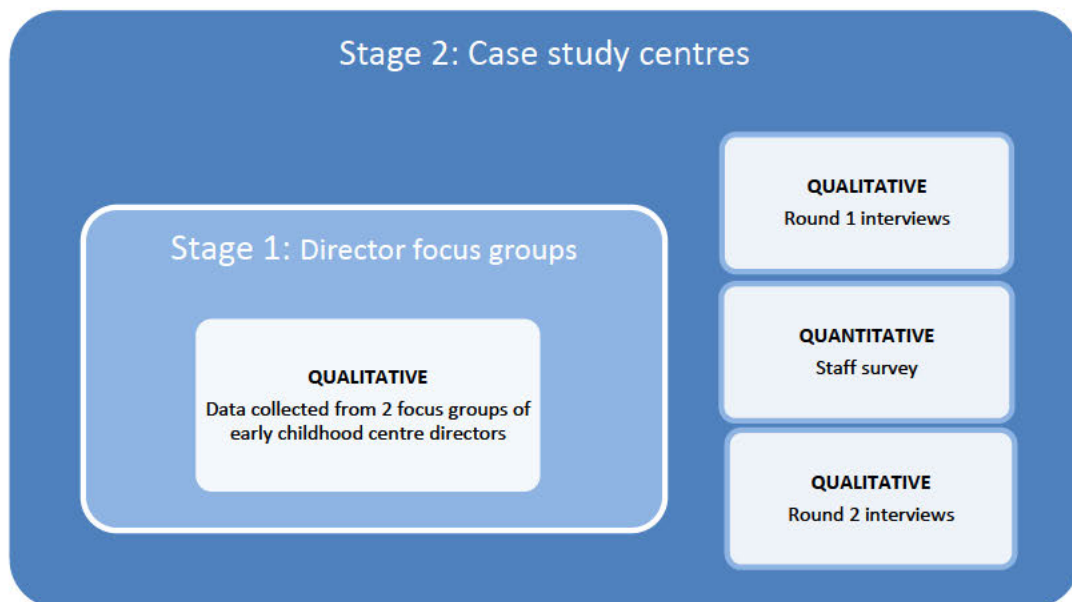 Stage 2: Case study centres
Stage 1: Director focus groups
QUALITATIVE
Data collected from 2 focus groups of
early childhood centre directors
QUALITATIVE
Round 1 interviews
QUANTITATIVE
Staff survey
QUALITATIVE
Round 2 interviews